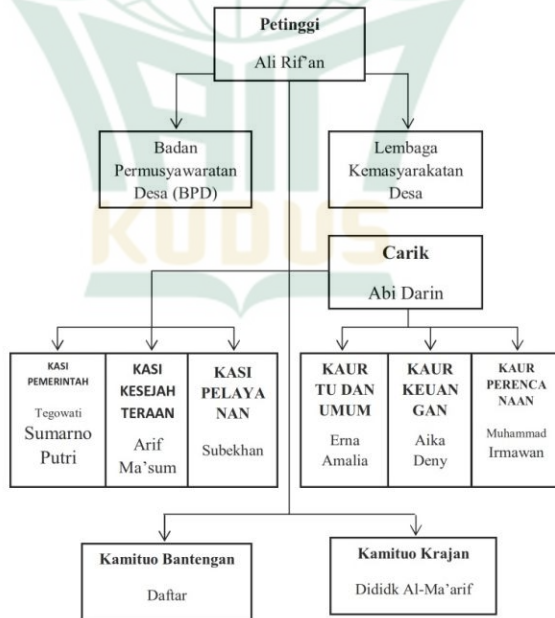 Petinggi
Ali Rif'an
Badan
Permusyawaratan
Desa (BPD)
Lembaga
Kemasyarakatan
Desa
KUDUS
Carik
Abi Darin
KASI
PEMERINTAH
Tegowati
Sumarno
Putri
KASI
KESEJAH
TERAAN
Arif
Ma'sum
KASI
PELAYA
NAN
Subekhan
KAUR
TU DAN
UMUM
Erna
Amalia
KAUR
KEUAN
GAN
Aika
Deny
KAUR
PERENCA
NAAN
Muhammad
Irmawan
Kamituo Bantengan
Daftar
Kamituo Krajan
Dididk Al-Ma'arif